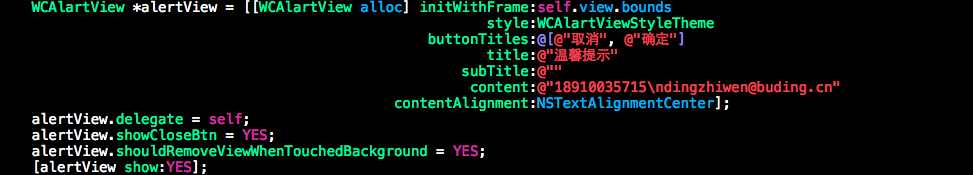 WCAlartView *alertView = [[WCAlartView alloc] initWithFrame:self.view.bounds
style:WCAlartViewStyleTheme
buttonTitles:@[@"取消", @"确定"]
title:@"温馨提示"
subTitle:@""
content:@"18910035715\ndingzhiwen@buding.cn"
contentAlignment:NSTextAlignmentCenter];
alertView.delegate = self;
alertView.showCloseBtn = YES;
alertView.shouldRemoveViewWhenTouchedBackground = YES;
[alertView show:YES];